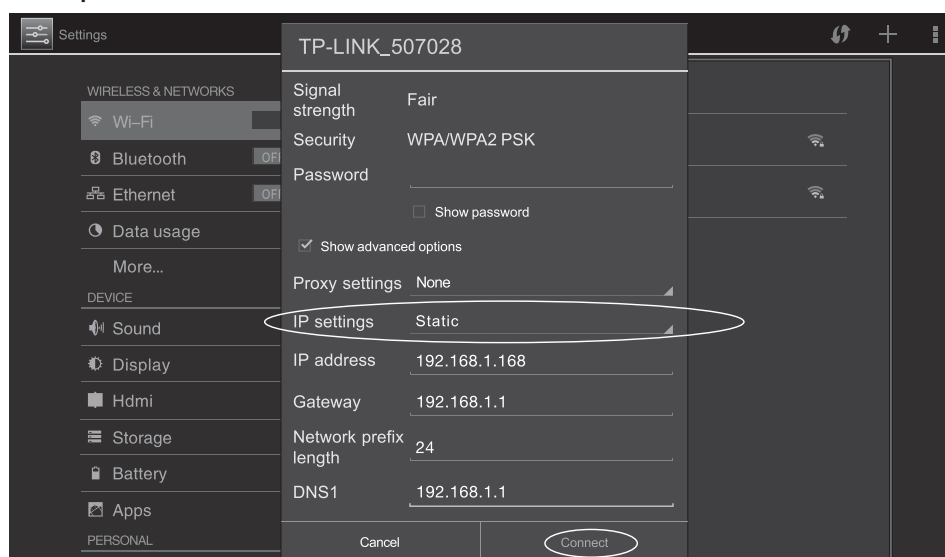 Settings
WIRELESS & NETWORKS
Wi–Fi
Bluetooth
Ethernet
Data usage
More...
DEVICE
Sound
Display
Hdmi
Storage
Battery
Apps
PERSONAL
TP-LINK_507028
Signal
strength
Fair
Security WPA/WPA2 PSK
Password
Show password
Show advanced options
Proxy settings None
IP settings Static
IP address 192.168.1.168
Gateway 192.168.1.1
Network prefix
length
24
DNS1 192.168.1.1
Cancel Connect